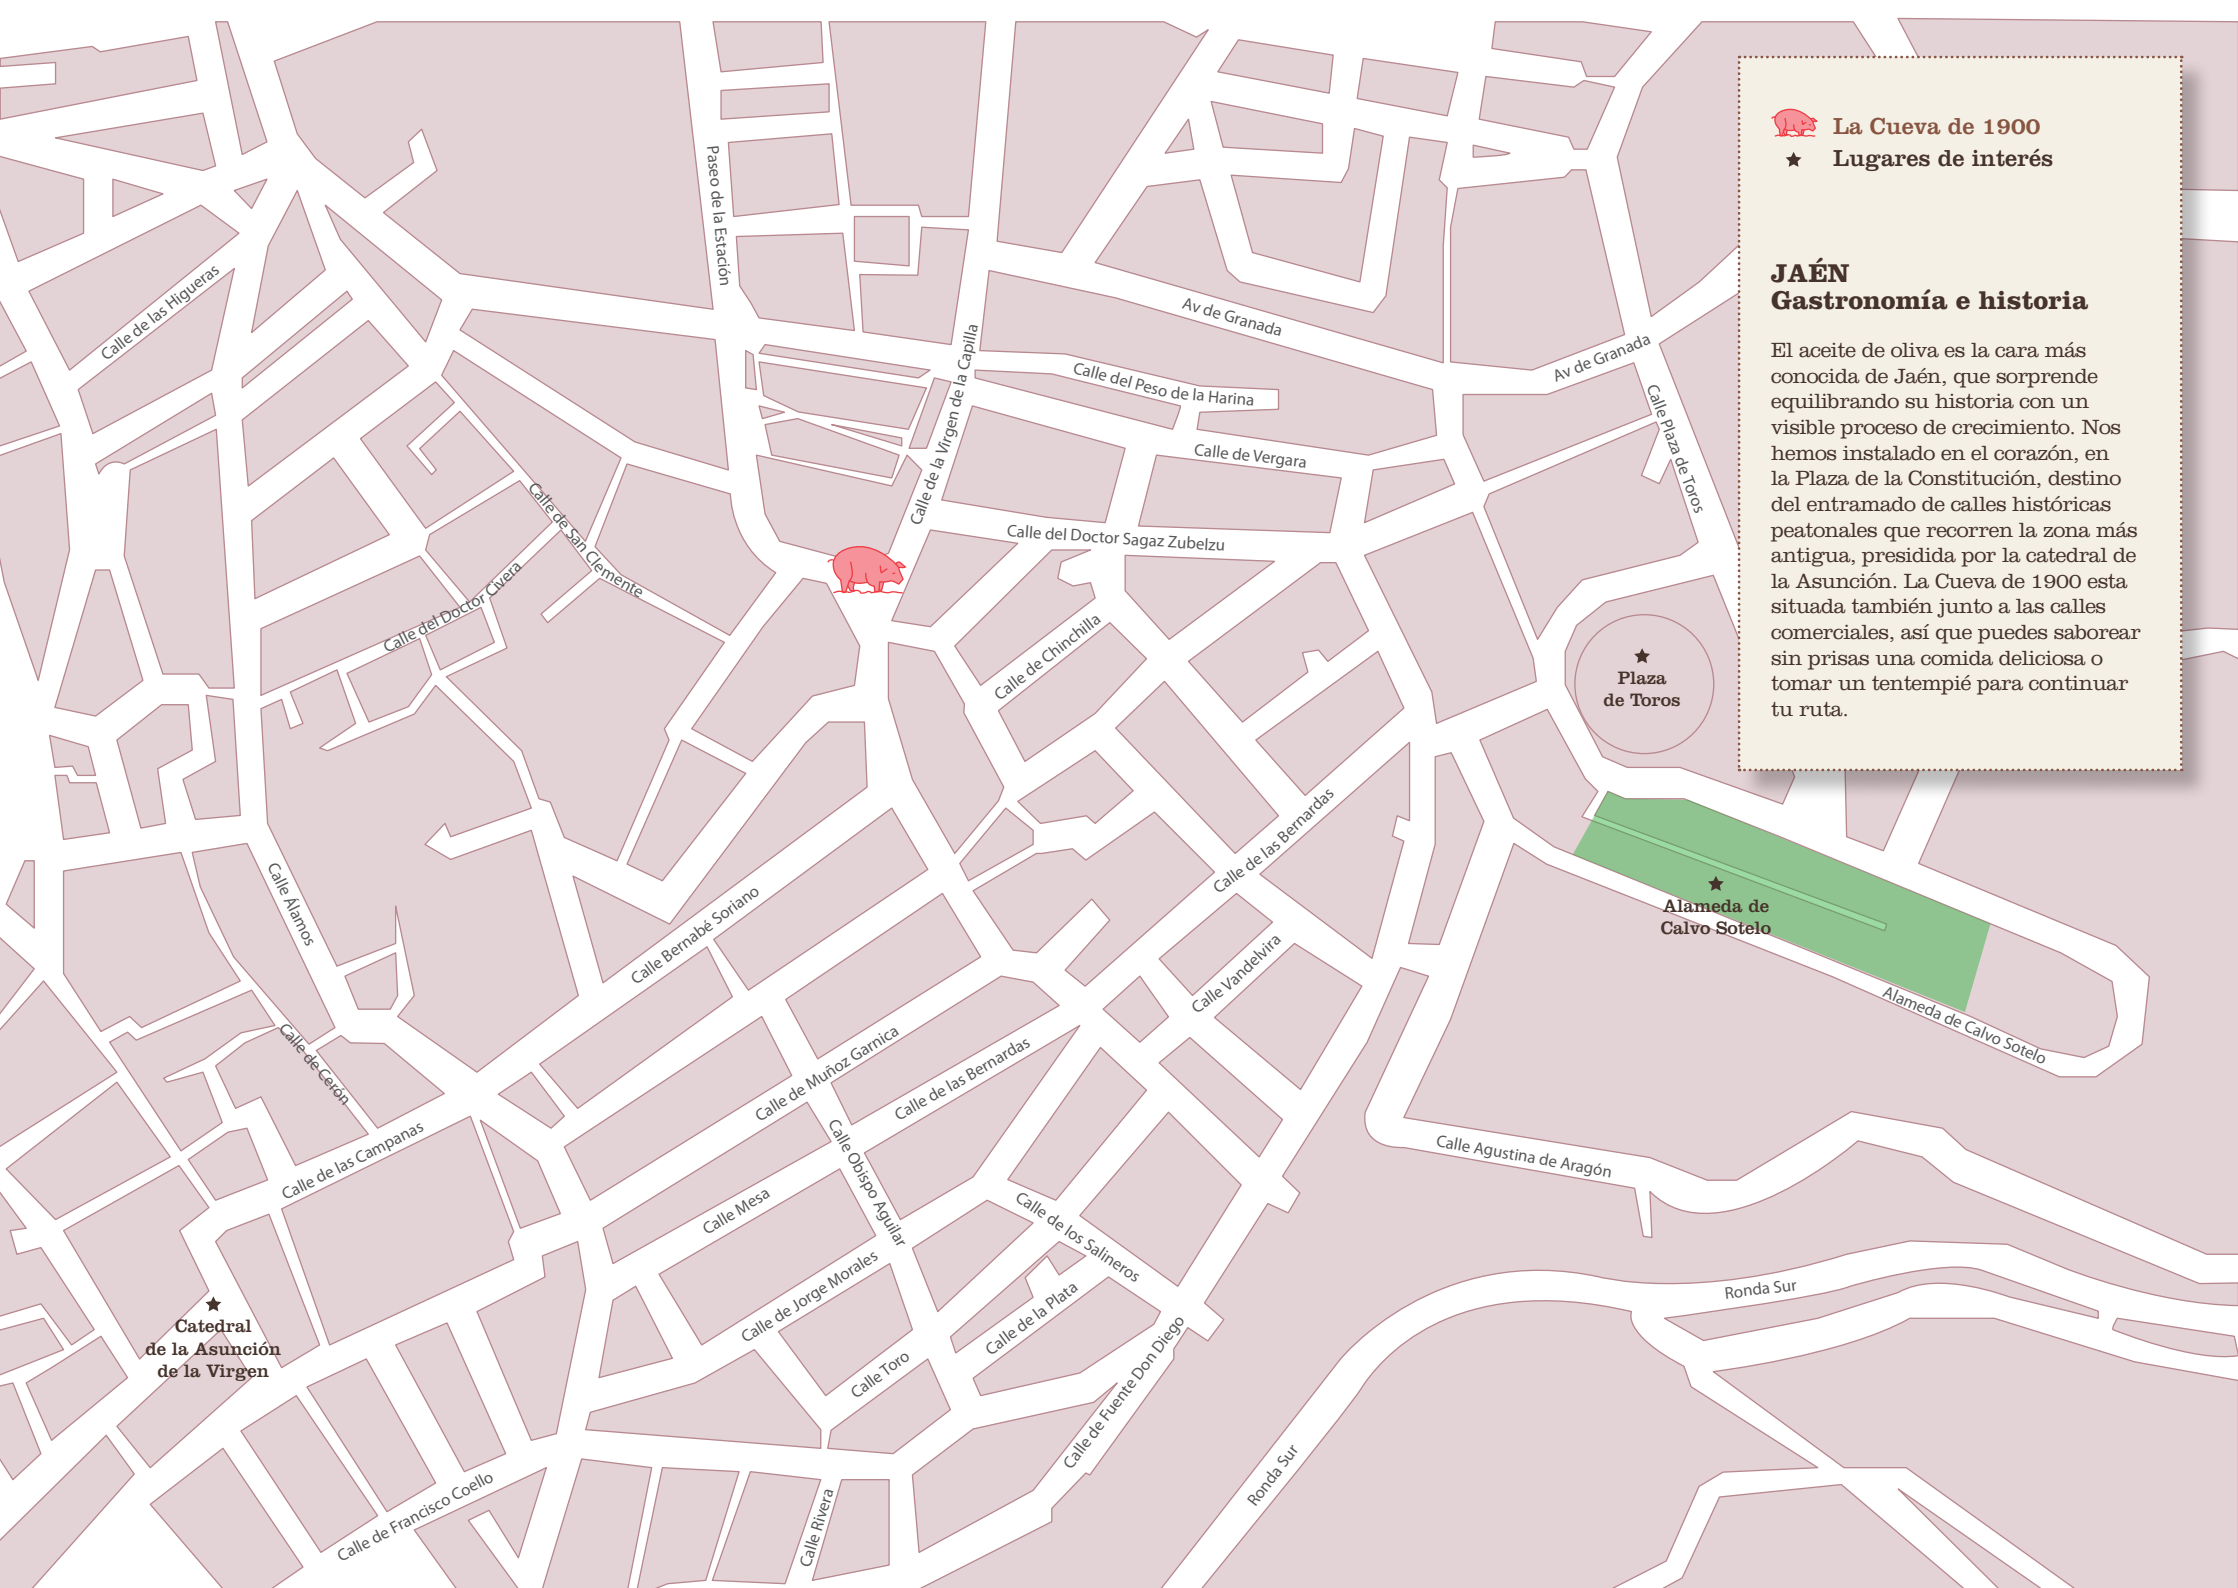 La Cueva de 1900
Lugares de interés
JAÉN
Gastronomía e historia
El aceite de oliva es la cara más
conocida de Jaén, que sorprende
equilibrando su historia con un
visible proceso de crecimiento. Nos
hemos instalado en el corazón, en
la Plaza de la Constitución, destino
del entramado de calles históricas
peatonales que recorren la zona más
antigua, presidida por la catedral de
la Asunción. La Cueva de 1900 esta
situada también junto a las calles
comerciales, así que puedes saborear
sin prisas una comida deliciosa o
tomar un tentempié para continuar
tu ruta.
Paseo de la Estación
Calle de las Higueras
Av de Granada
Av de Granada
Calle de la Virgen de la Capilla
Calle del Peso de la Harina
Calle Plaza de Toros
Calle de Vergara
Calle de San Clemente
Calle del Doctor Sagaz Zubelzu
Calle del Doctor Civera
Calle de Chinchilla
Plaza
de Toros
Calle de las Bernardas
Calle Álamos
Calle Bernabé Soriano
Alameda de
Calvo Sotelo
Calle Vandelvira
Alameda de Calvo Sotelo
Calle de Cerón
Calle de Muñoz Garnica
Calle de las Bernardas
Calle de las Campanas
Calle Obispo Aguilar
Calle Agustina de Aragón
Calle Mesa
Calle de los Salineros
Calle de Jorge Morales
Ronda Sur
Catedral
de la Asunción
de la Virgen
Calle de la Plata
Calle Toro
Calle de Fuente Don Diego
Ronda Sur
Calle de Francisco Coello
Calle Rivera